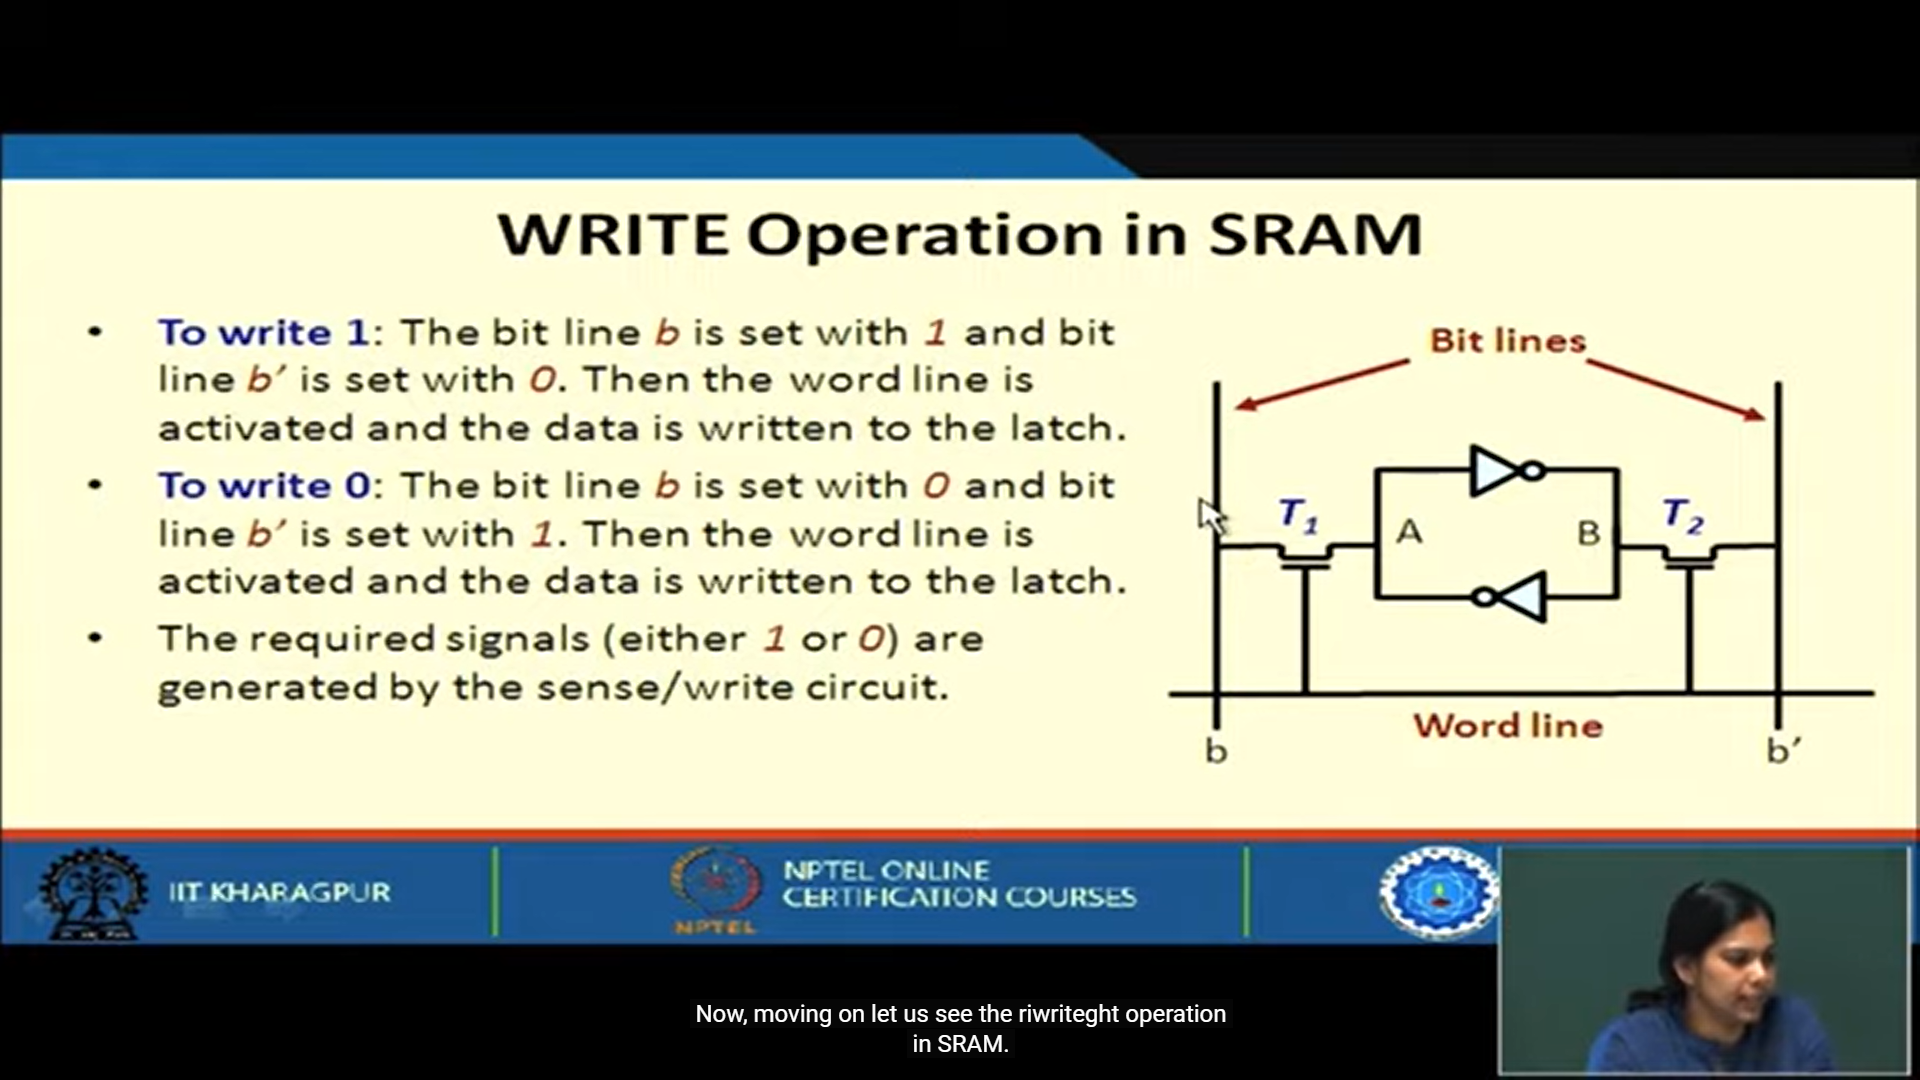 WRITE Operation in SRAM
• To write 1: The bit line b is set with 1 and bit
line b’ is set with 0. Then the word line is
activated and the data is written to the latch.
• To write 0: The bit line b is set with 0 and bit
line b’ is set with 1. Then the word line is
activated and the data is written to the latch.
• The required signals (either 1 or 0) are
generated by the sense/write circuit.
Bit lines
T1
A
B
T2
Word line
b
b’
IIT KHARAGPUR
NPTEL
NPTEL ONLINE
CERTIFICATION COURSES
Now, moving on let us see the riwriteght operation
in SRAM.